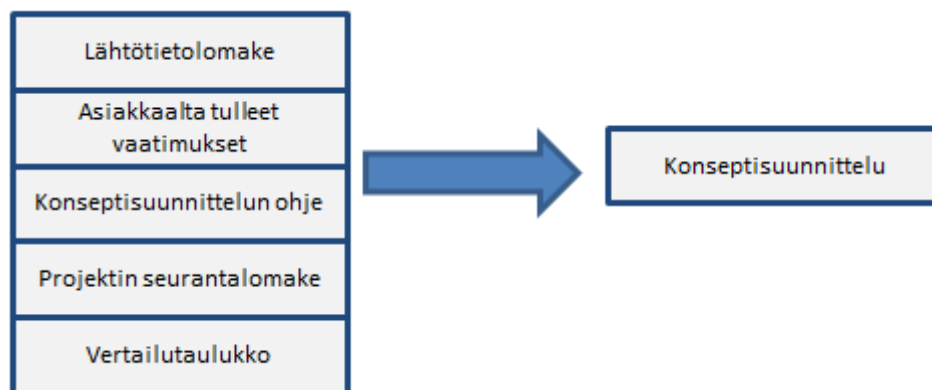 Lähtötietolomake
Asiakkaalta tulleet
vaatimukset
Konseptisuunnittelun ohje
Projektin seurantalomake
Vertailutaulukko
Konseptisuunnittelu